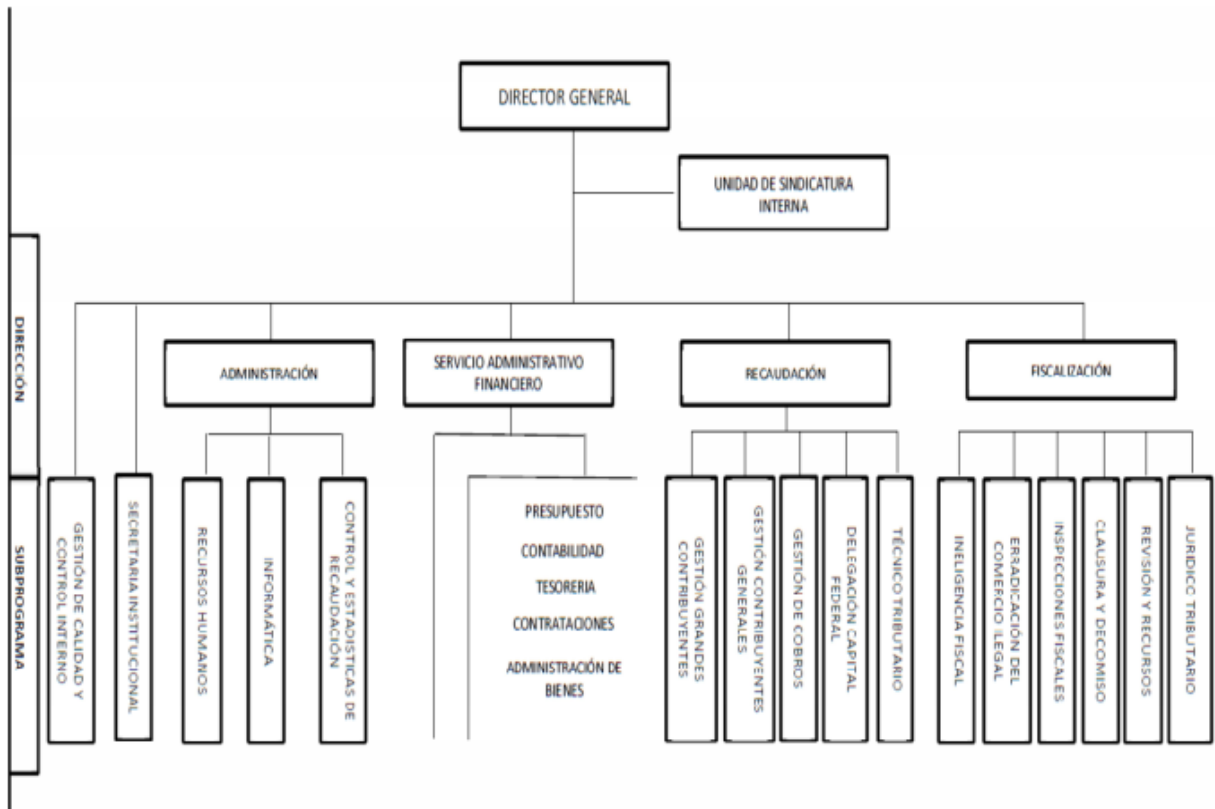 DIRECTOR GENERAL
UNIDAD DE SINDICATURA
INTERNA
DIRECCIÓN
ADMINISTRACIÓN
SERVICIO ADMINISTRATIVO
FINANCIERO
RECAUDACIÓN
FISCALIZACIÓN
SUBPROGRAMA
GESTIÓN DE CALIDAD Y
CONTROL INTERNO
SECRETARIA INSTITUCIONAL
RECURSOS HUMANOS
INFORMÁTICA
CONTROL Y ESTADISTICAS DE
RECAUDACIÓN
PRESUPUESTO
CONTABILIDAD
TESORERIA
CONTRATACIONES
ADMINISTRACIÓN DE
BIENES
GESTIÓN GRANDES
CONTRIBUYENTES
GESTIÓN CONTRIBUYENTES
GENERALES
GESTIÓN DE COBROS
DELEGACIÓN CAPITAL
FEDERAL
TÉCNICO TRIBUTARIO
INELIGENCIA FISCAL
ERRADICACIÓN DEL
COMERCIO ILEGAL
INSPECCIONES FISCALES
CLAUSURA Y DECOMISO
REVISIÓN Y RECURSOS
JURIDICC TRIBUTARIO